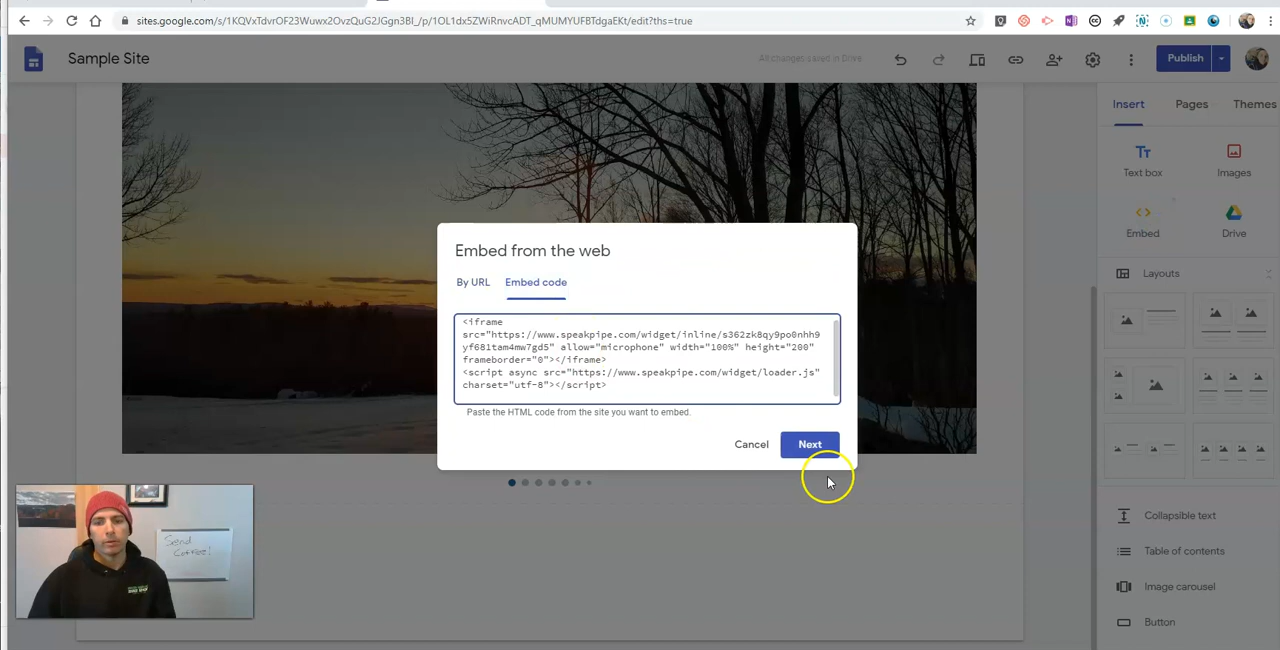 sites.google.com/s/1KQVxTdvrOF23Wuwx2OvzQuG2JGgn3Bl_/p/1OL1dx5ZWiRnvcADT_qMUMYUFBTdgaEKt/edit?ths=true
Sample Site
All changes saved in Drive
Publish
Insert
Pages
Themes
Text box
Images
Embed
Drive
Layouts
Embed from the web
By URL
Embed code
<iframe
src="https://www.speakpipe.com/widget/inline/s362zk8qy9po0nhh9
yf681tam4mw7gd5" allow="microphone" width="100%" height="200"
frameborder="0"></iframe>
<script async src="https://www.speakpipe.com/widget/loader.js"
charset="utf-8"></script>
Paste the HTML code from the site you want to embed.
Cancel
Next
Collapsible text
Table of contents
Image carousel
Button
Send
Coffee!